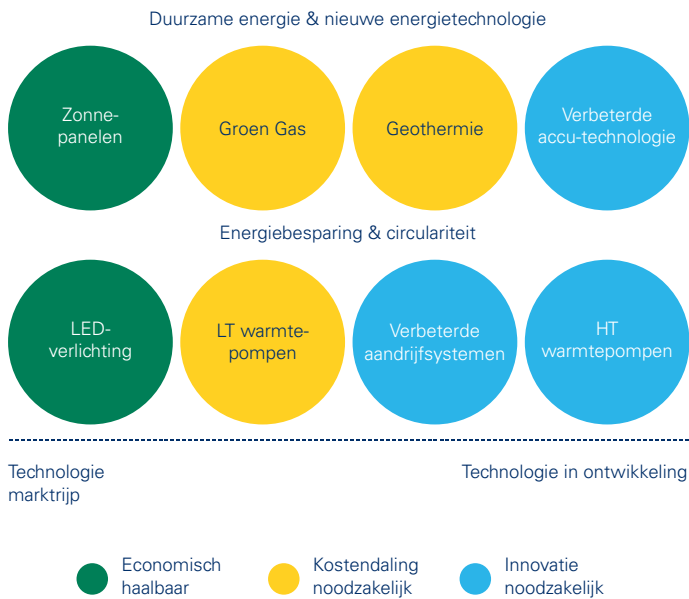 Duurzame energie & nieuwe energietechnologie
Zonne-
panelen
Groen Gas
Geothermie
Verbeterde
accu-technologie
Energiebesparing & circulariteit
LED-
verlichting
LT warmte-
pompen
Verbeterde
aandrijfsystemen
HT
warmtepompen
Technologie
marktrijp
Technologie in ontwikkeling
Economisch
haalbaar
Kostendaling
noodzakelijk
Innovatie
noodzakelijk